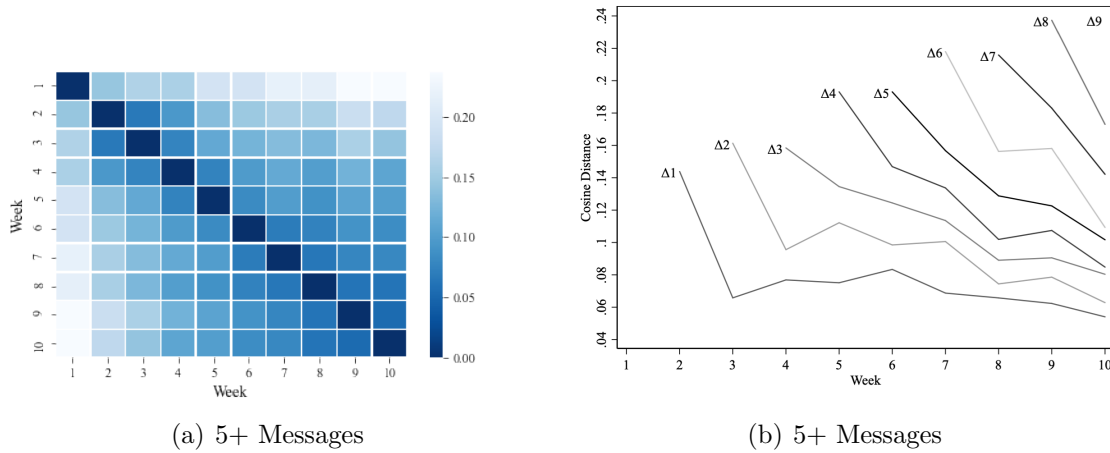 1
2
3
4
5
6
7
8
9
10
Week
1 2 3 4 5 6 7 8 9 10
Week
0.20
0.15
0.10
0.05
0.00
(a) 5+ Messages
.24
.22
.2
.18
.16
.14
.12
.1
.08
.06
.04
Cosine Distance
Δ1
Δ2
Δ3
Δ4
Δ5
Δ6
Δ7
Δ8
Δ9
1 2 3 4 5 6 7 8 9 10
Week
(b) 5+ Messages